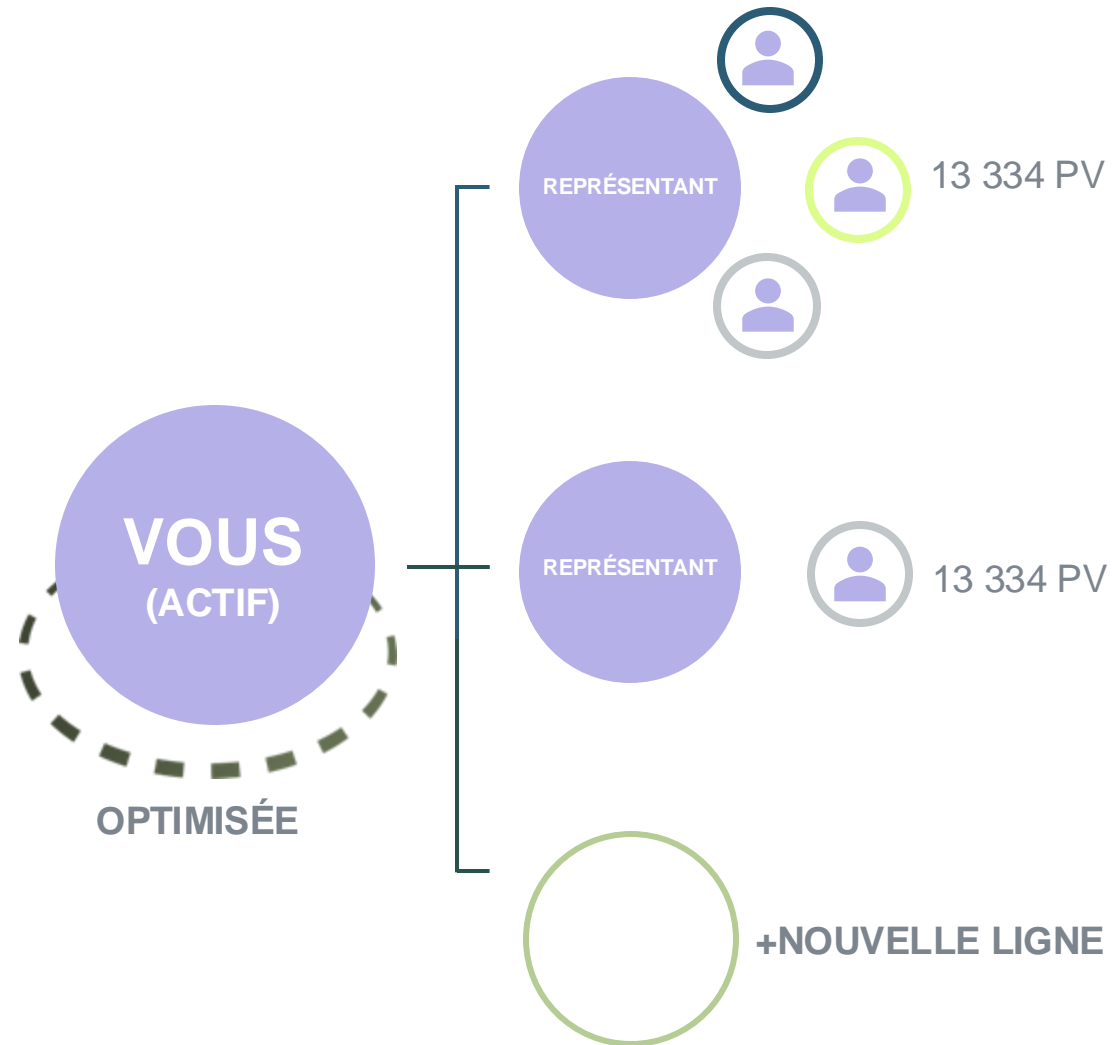 REPRÉSENTANT
13 334 PV
VOUS
(ACTIF)
REPRÉSENTANT
13 334 PV
OPTIMISÉE
+NOUVELLE LIGNE